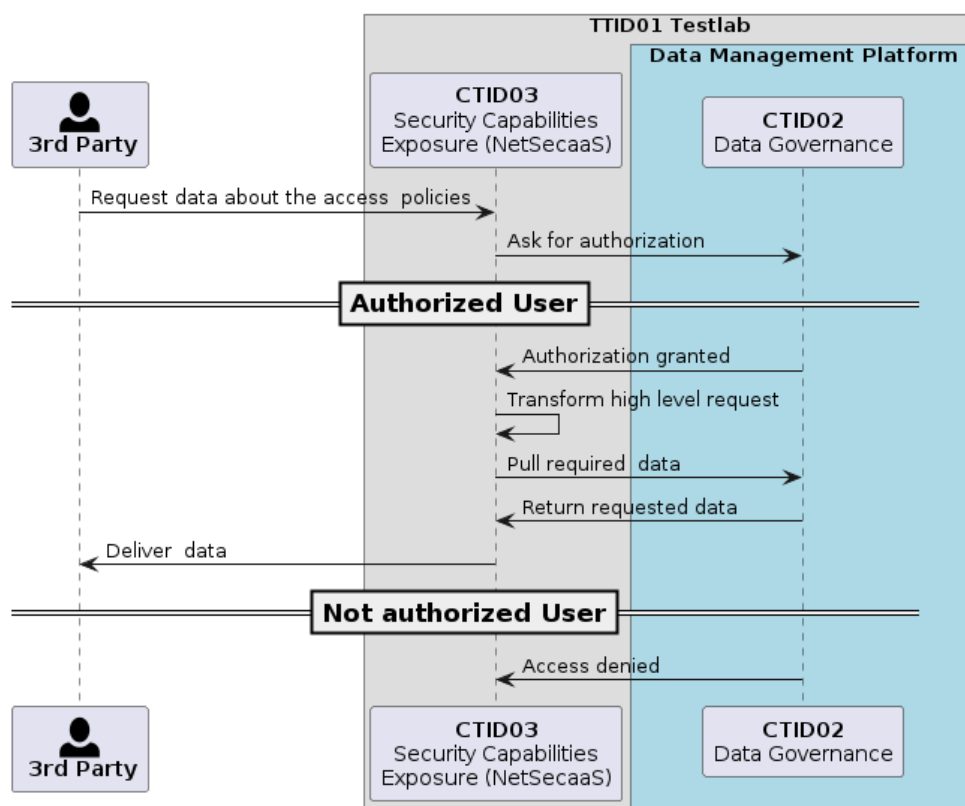 TTID01 Testlab
Data Management Platform
3rd Party
CTID03
Security Capabilities
Exposure (NetSecaaS)
CTID02
Data Governance
Request data about the access  policies
Ask for authorization
Authorized User
Authorization granted
Transform high level request
Pull required  data
Return requested data
Deliver  data
Not authorized User
Access denied
3rd Party
CTID03
Security Capabilities
Exposure (NetSecaaS)
CTID02
Data Governance